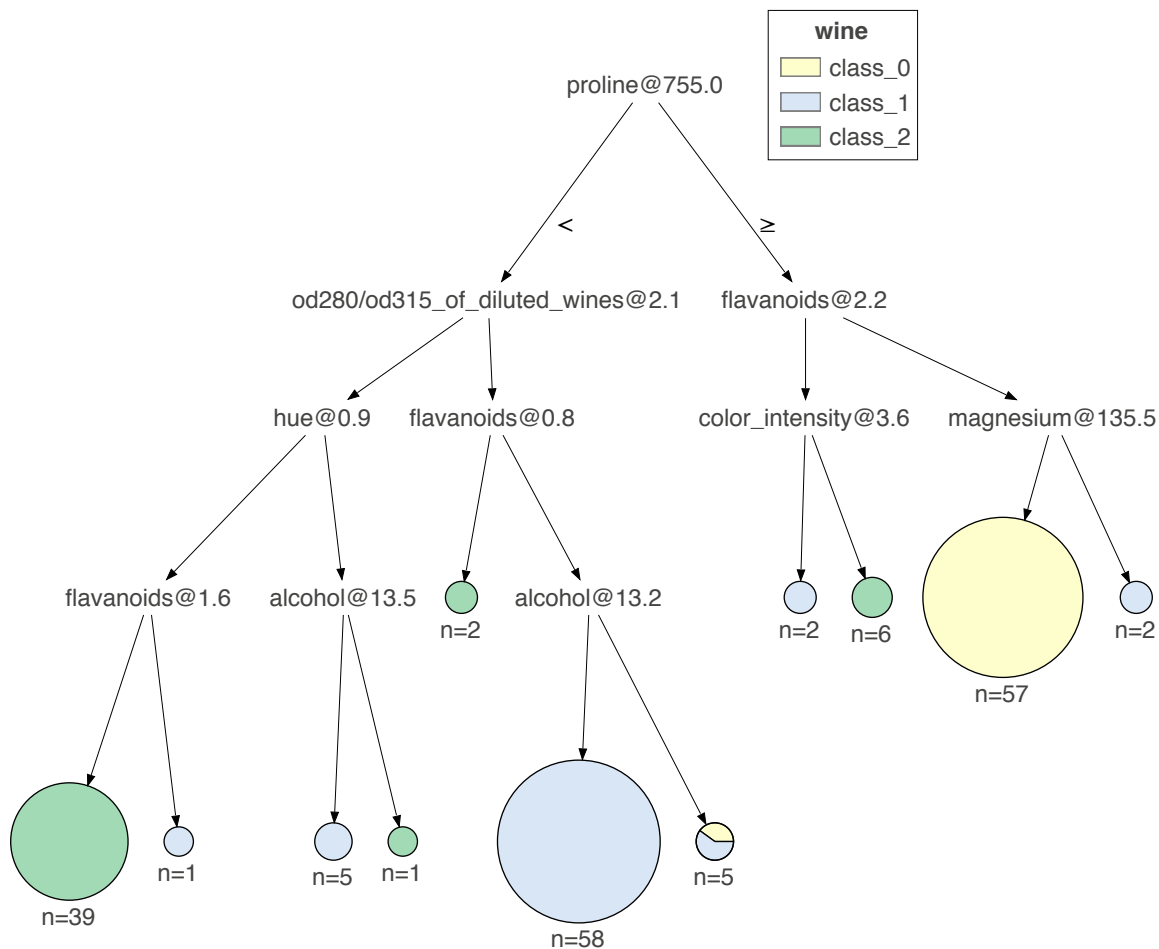 wine
class_0
class_1
class_2
proline@755.0
<
≥
od280/od315_of_diluted_wines@2.1
flavanoids@2.2
hue@0.9
flavanoids@0.8
color_intensity@3.6
magnesium@135.5
flavanoids@1.6
alcohol@13.5
n=2
alcohol@13.2
n=2
n=6
n=57
n=2
n=39
n=1
n=5
n=1
n=58
n=5